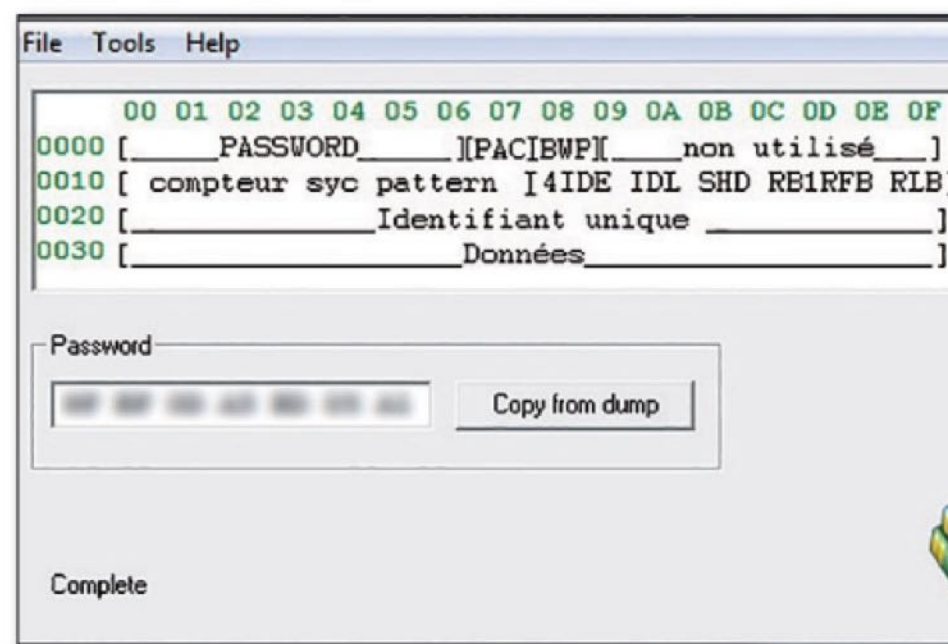 File Tools Help
00 01 02 03 04 05 06 07 08 09 0A 0B 0C 0D 0E 0F
0000 [______PASSWORD______][PAC]BWP][_____non utilisé___]
0010 [ compteur syc pattern ][4IDE IDL SHD RB1RFB RLB]
0020 [_______________Identifiant unique ______________]
0030 [____________________Données_____________________]
Password
Copy from dump
Complete